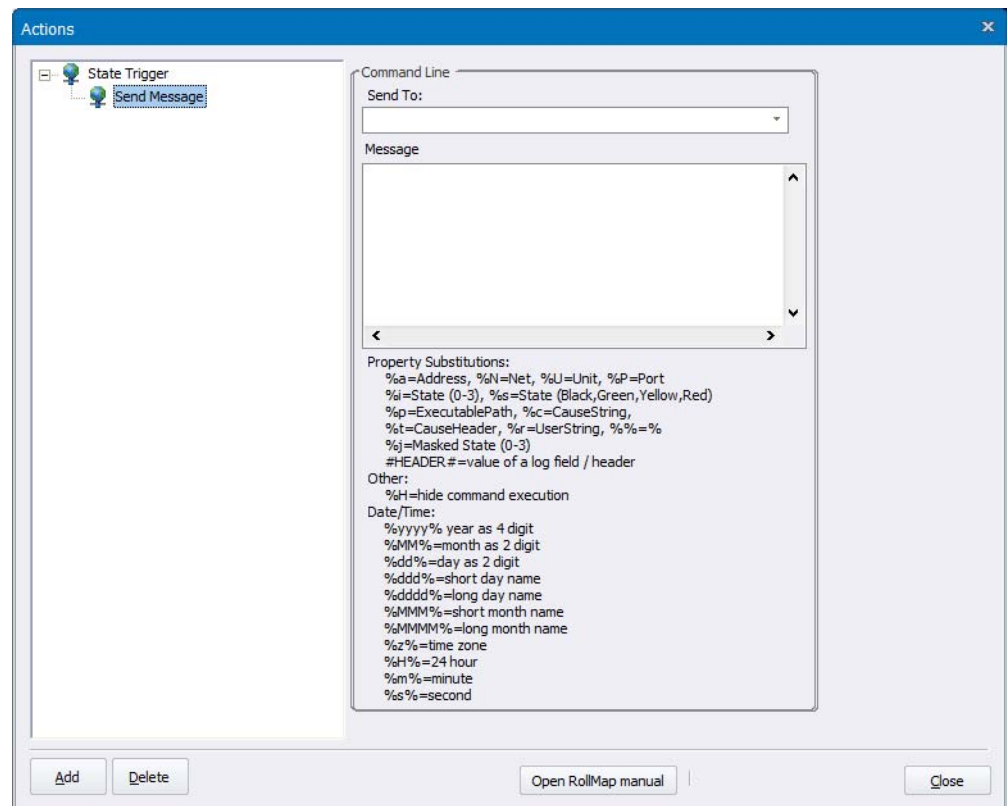 Actions
State Trigger
Send Message
Command Line
Send To:
Message
Property Substitutions:
%a=Address, %N=Net, %U=Unit, %P=Port
%i=State (0-3), %s=State (Black,Green,Yellow,Red)
%p=ExecutablePath, %c=CauseString,
%t=CauseHeader, %r=UserString, %%=%
%j=Masked State (0-3)
#HEADER#=value of a log field / header
Other:
%H=hide command execution
Date/Time:
%yyyy% year as 4 digit
%MM%=month as 2 digit
%dd%=day as 2 digit
%ddd%=short day name
%dddd%=long day name
%MMM%=short month name
%MMMM%=long month name
%z%=time zone
%H%=24 hour
%m%=minute
%s%=second
Add
Delete
Open RollMap manual
Close